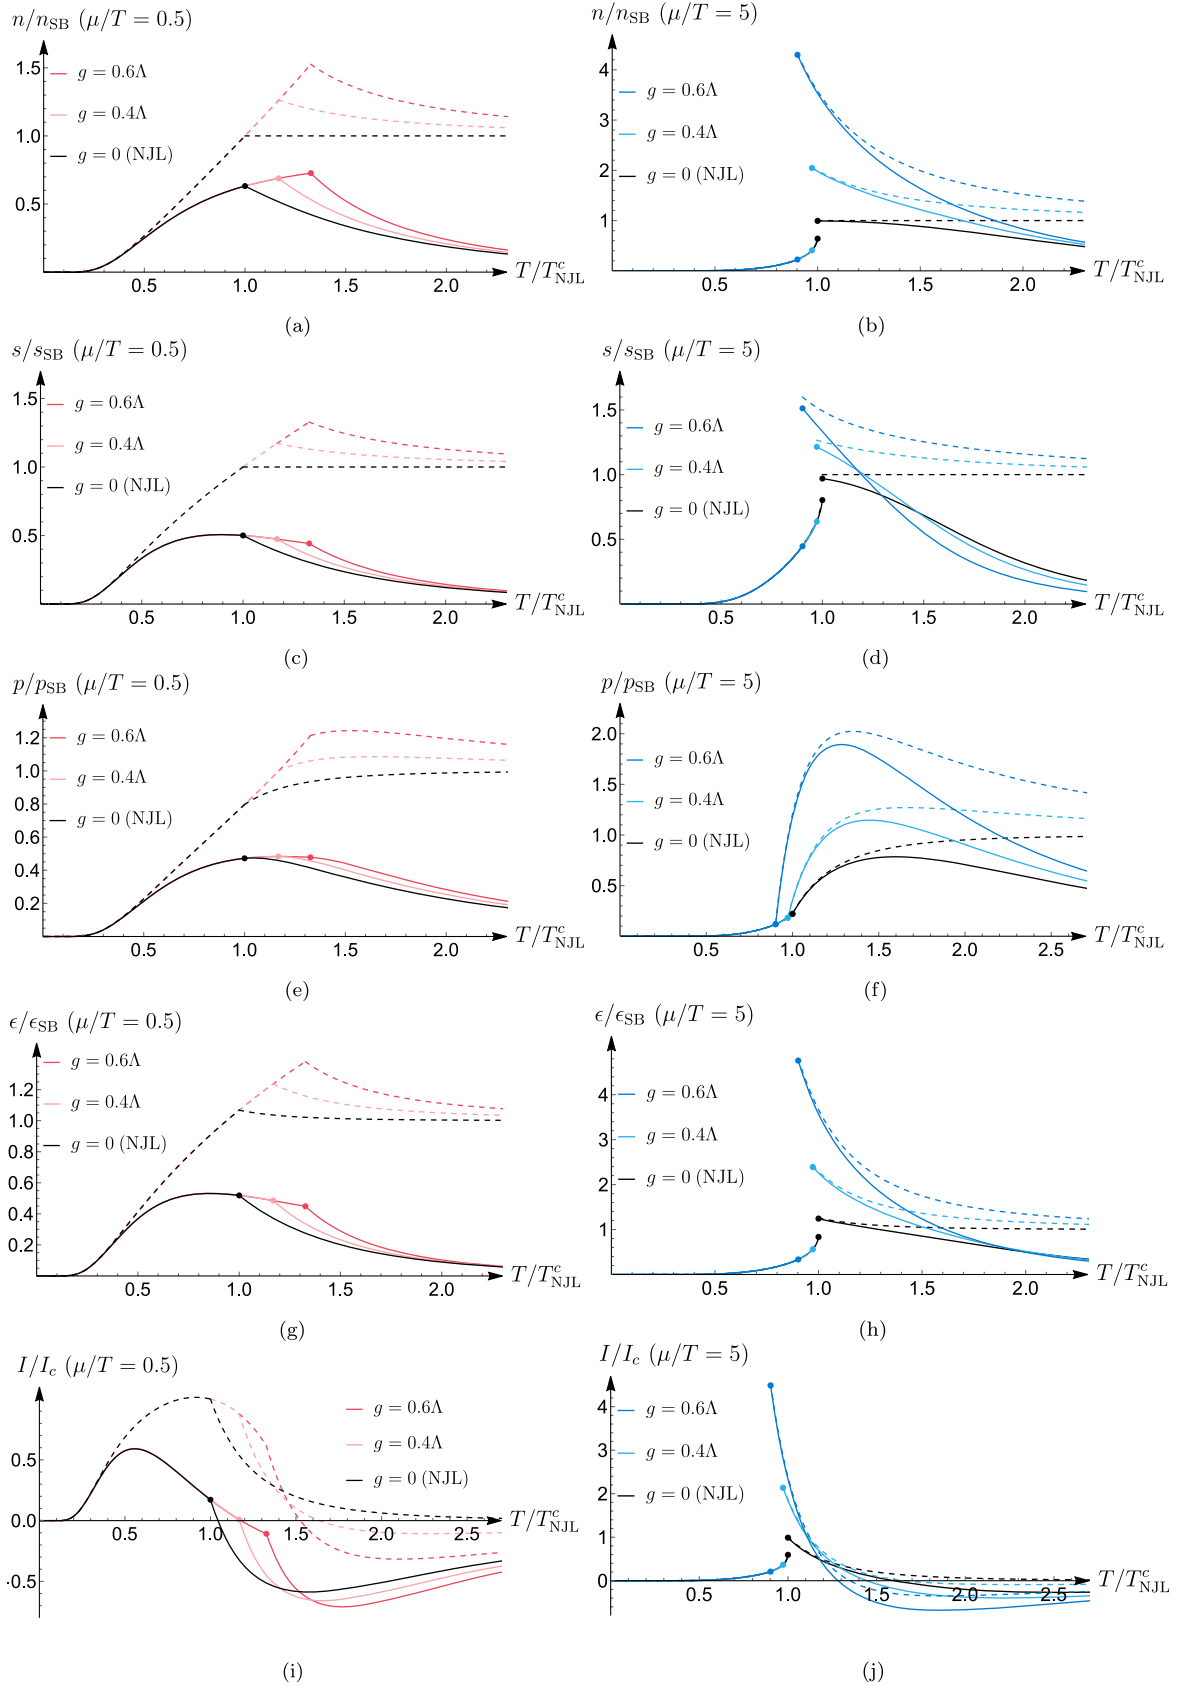 n/n_SB (μ/T = 0.5)
1.5
1.0
0.5
g = 0.6Λ
g = 0.4Λ
g = 0 (NJL)
0.5 1.0 1.5 2.0
T/T^c_NJL
(a)
n/n_SB (μ/T = 5)
4
3
2
1
g = 0.6Λ
g = 0.4Λ
g = 0 (NJL)
0.5 1.0 1.5 2.0
T/T^c_NJL
(b)
s/s_SB (μ/T = 0.5)
1.5
1.0
0.5
g = 0.6Λ
g = 0.4Λ
g = 0 (NJL)
0.5 1.0 1.5 2.0
T/T^c_NJL
(c)
s/s_SB (μ/T = 5)
1.5
1.0
0.5
g = 0.6Λ
g = 0.4Λ
g = 0 (NJL)
0.5 1.0 1.5 2.0
T/T^c_NJL
(d)
p/p_SB (μ/T = 0.5)
1.2
1.0
0.8
0.6
0.4
0.2
g = 0.6Λ
g = 0.4Λ
g = 0 (NJL)
0.5 1.0 1.5 2.0
T/T^c_NJL
(e)
p/p_SB (μ/T = 5)
2.0
1.5
1.0
0.5
g = 0.6Λ
g = 0.4Λ
g = 0 (NJL)
0.5 1.0 1.5 2.0 2.5
T/T^c_NJL
(f)
ϵ/ϵ_SB (μ/T = 0.5)
1.2
1.0
0.8
0.6
0.4
0.2
g = 0.6Λ
g = 0.4Λ
g = 0 (NJL)
0.5 1.0 1.5 2.0
T/T^c_NJL
(g)
ϵ/ϵ_SB (μ/T = 5)
4
3
2
1
g = 0.6Λ
g = 0.4Λ
g = 0 (NJL)
0.5 1.0 1.5 2.0
T/T^c_NJL
(h)
I/I_c (μ/T = 0.5)
0.5
0.0
-0.5
g = 0.6Λ
g = 0.4Λ
g = 0 (NJL)
0.5 1.0 1.5 2.0 2.5
T/T^c_NJL
(i)
I/I_c (μ/T = 5)
4
3
2
1
0
g = 0.6Λ
g = 0.4Λ
g = 0 (NJL)
0.5 1.0 1.5 2.0 2.5
T/T^c_NJL
(j)